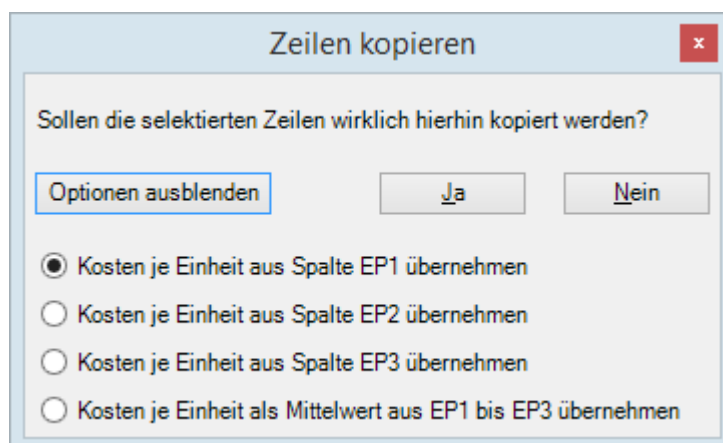 Zeilen kopieren
x
Sollen die selektierten Zeilen wirklich hierhin kopiert werden?
Optionen ausblenden Ja Nein
Kosten je Einheit aus Spalte EP1 übernehmen
Kosten je Einheit aus Spalte EP2 übernehmen
Kosten je Einheit aus Spalte EP3 übernehmen
Kosten je Einheit als Mittelwert aus EP1 bis EP3 übernehmen